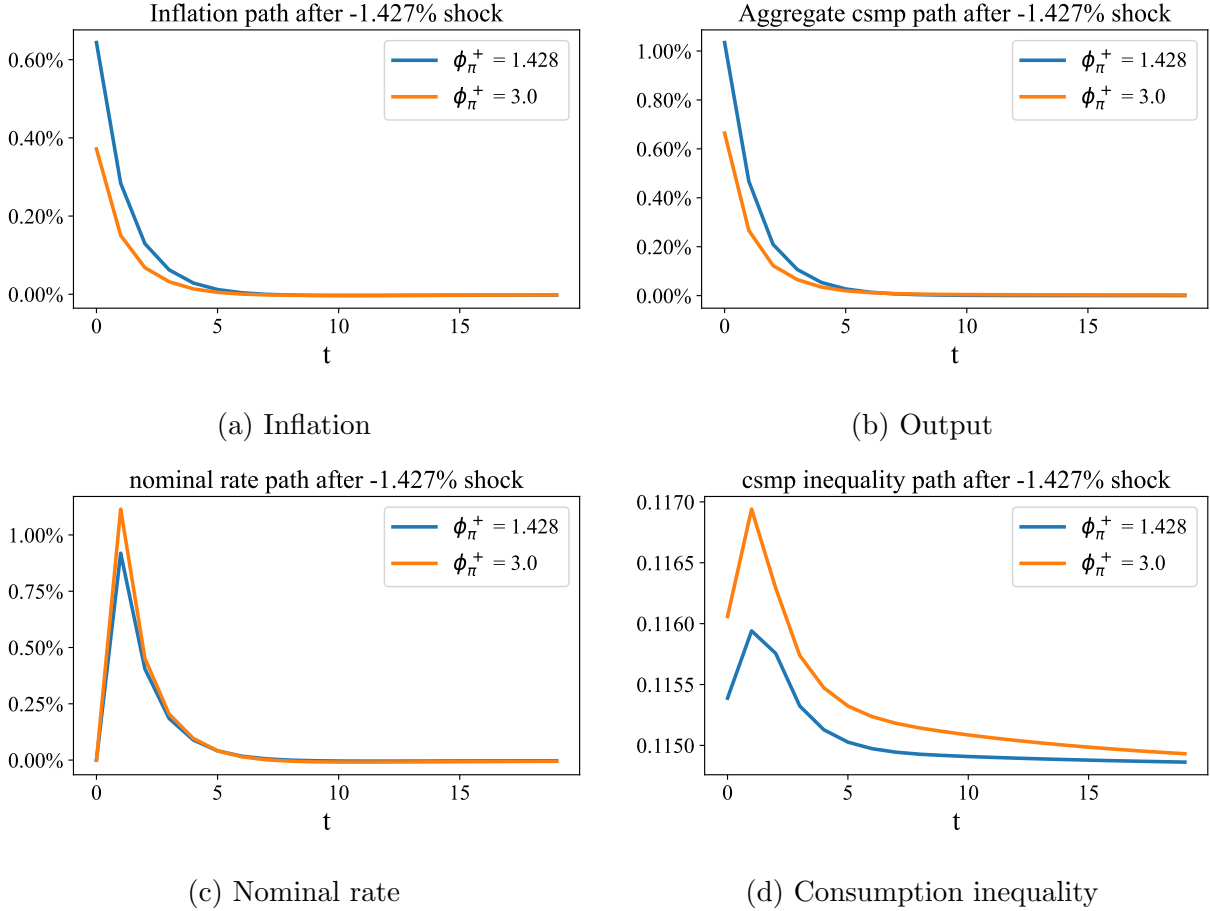 Inflation path after -1.427% shock
0.60%
0.40%
0.20%
0.00%
ϕπ+ = 1.428
ϕπ+ = 3.0
0 5 10 15
t
(a) Inflation
Aggregate csmp path after -1.427% shock
1.00%
0.80%
0.60%
0.40%
0.20%
0.00%
ϕπ+ = 1.428
ϕπ+ = 3.0
0 5 10 15
t
(b) Output
nominal rate path after -1.427% shock
1.00%
0.75%
0.50%
0.25%
0.00%
ϕπ+ = 1.428
ϕπ+ = 3.0
0 5 10 15
t
(c) Nominal rate
csmp inequality path after -1.427% shock
0.1170
0.1165
0.1160
0.1155
0.1150
ϕπ+ = 1.428
ϕπ+ = 3.0
0 5 10 15
t
(d) Consumption inequality